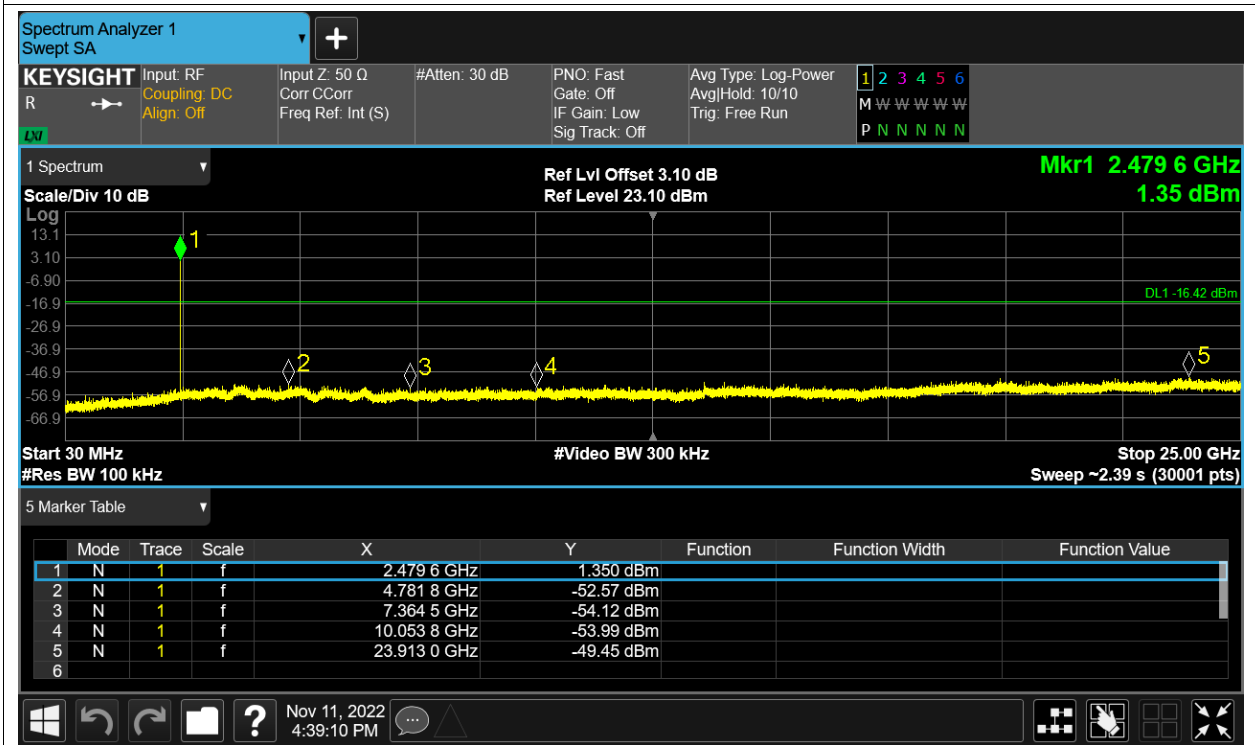 Spectrum Analyzer 1
Swept SA
KEYSIGHT Input: RF Input Z: 50 Ω #Atten: 30 dB PNO: Fast Avg Type: Log-Power 1 2 3 4 5 6
R Coupling: DC Corr CCorr Gate: Off Avg|Hold: 10/10 M W W W W W
Align: Off Freq Ref: Int (S) IF Gain: Low Trig: Free Run
LXI Sig Track: Off P N N N N N N
1 Spectrum Ref Lvl Offset 3.10 dB Mkr1 2.479 6 GHz
Scale/Div 10 dB Ref Level 23.10 dBm 1.35 dBm
Log
13.1 1
3.10
-6.90
DL1 -16.42 dBm
-16.9
-26.9
-36.9
2 3 4 5
-46.9
-56.9
-66.9
Start 30 MHz #Video BW 300 kHz Stop 25.00 GHz
#Res BW 100 kHz Sweep ~2.39 s (30001 pts)
5 Marker Table
Mode Trace Scale X Y Function Function Width Function Value
1 N 1 f 2.479 6 GHz 1.350 dBm
2 N 1 f 4.781 8 GHz -52.57 dBm
3 N 1 f 7.364 5 GHz -54.12 dBm
4 N 1 f 10.053 8 GHz -53.99 dBm
5 N 1 f 23.913 0 GHz -49.45 dBm
6
? Nov 11, 2022
4:39:10 PM